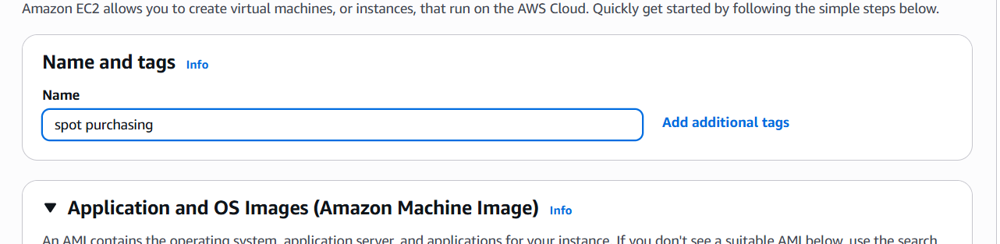 Amazon EC2 allows you to create virtual machines, or instances, that run on the AWS Cloud. Quickly get started by following the simple steps below.
Name and tags Info
Name
spot purchasing
Add additional tags
Application and OS Images (Amazon Machine Image) Info
An AMI contains the operating system, application server, and applications for your instance. If you don't see a suitable AMI below, use the search